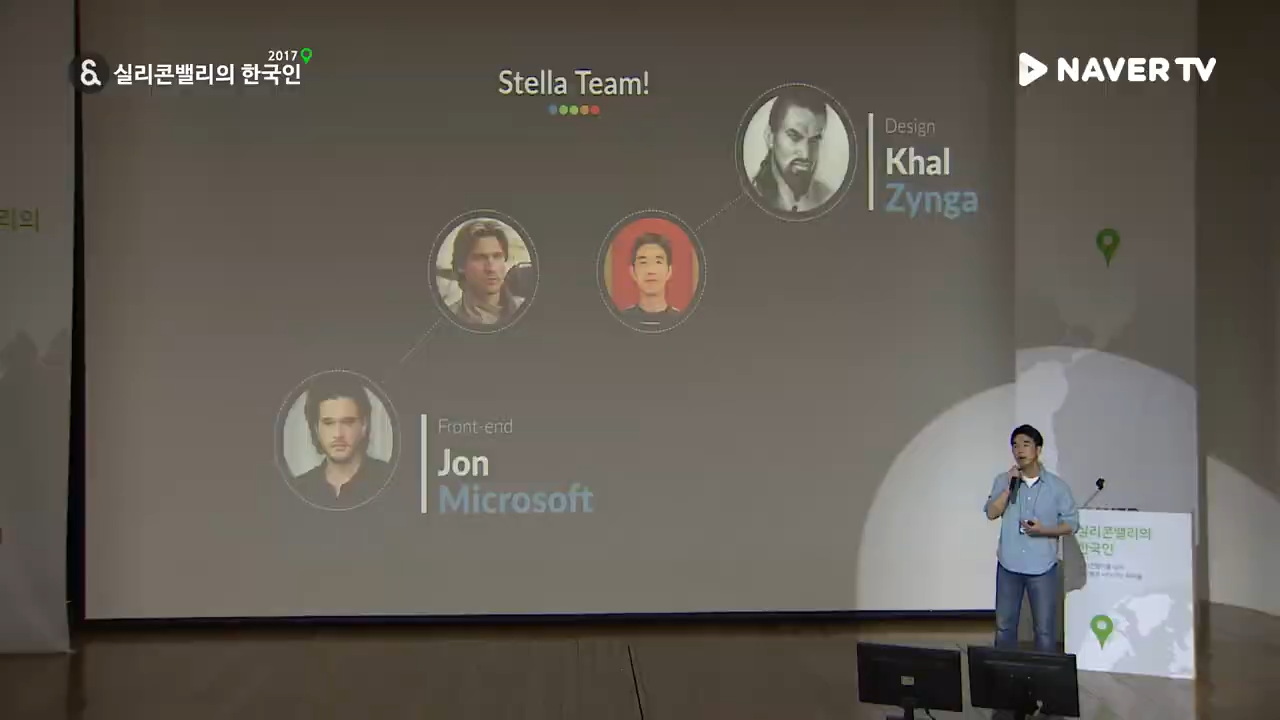 2017
& 실리콘밸리의 한국인
NAVER TV
Stella Team!
Design
Khal
Zynga
리의
Front-end
Jon
Microsoft
실리콘밸리의
한국인